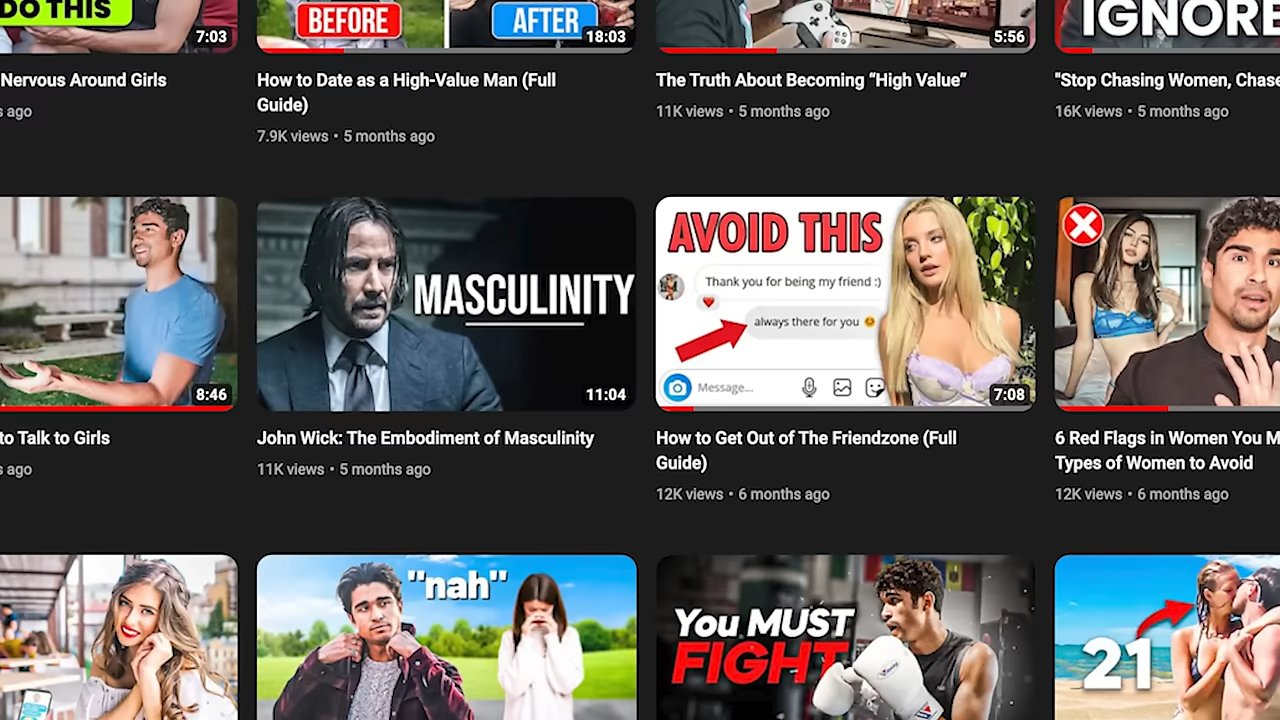 DO THIS
7:03
BEFORE
AFTER
18:03
5:56
IGNORE
Nervous Around Girls
s ago
How to Date as a High-Value Man (Full
Guide)
7.9K views • 5 months ago
The Truth About Becoming “High Value”
11K views • 5 months ago
"Stop Chasing Women, Chase
16K views • 5 months ago
8:46
MASCULINITY
11:04
AVOID THIS
Thank you for being my friend :)
always there for you 😊
Message...
7:08
to Talk to Girls
s ago
John Wick: The Embodiment of Masculinity
11K views • 5 months ago
How to Get Out of The Friendzone (Full
Guide)
12K views • 6 months ago
6 Red Flags in Women You M
Types of Women to Avoid
12K views • 6 months ago
"nah"
You MUST
FIGHT
21